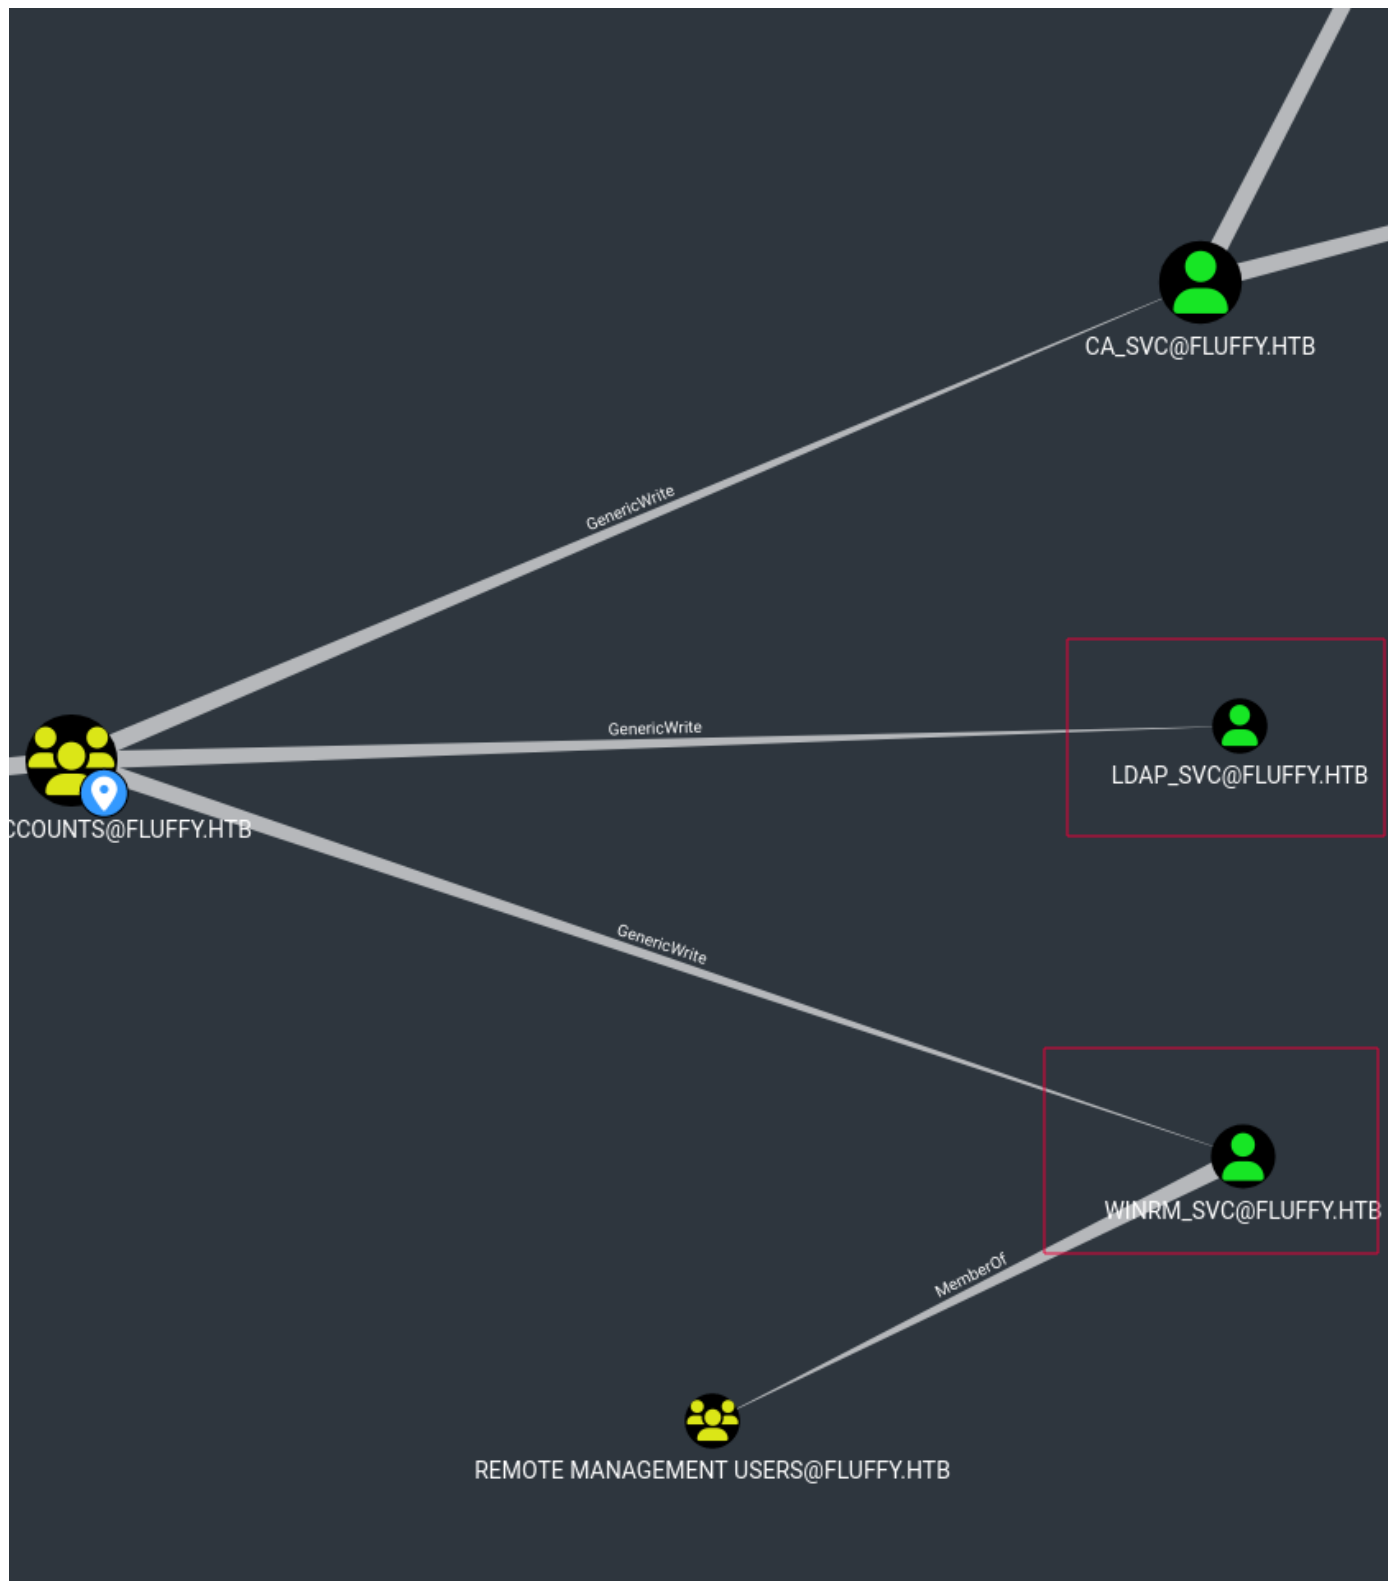 CA_SVC@FLUFFY.HTB
GenericWrite
GenericWrite
LDAP_SVC@FLUFFY.HTB
CCOUNTS@FLUFFY.HTB
GenericWrite
WINRM_SVC@FLUFFY.HTB
MemberOf
REMOTE MANAGEMENT USERS@FLUFFY.HTB